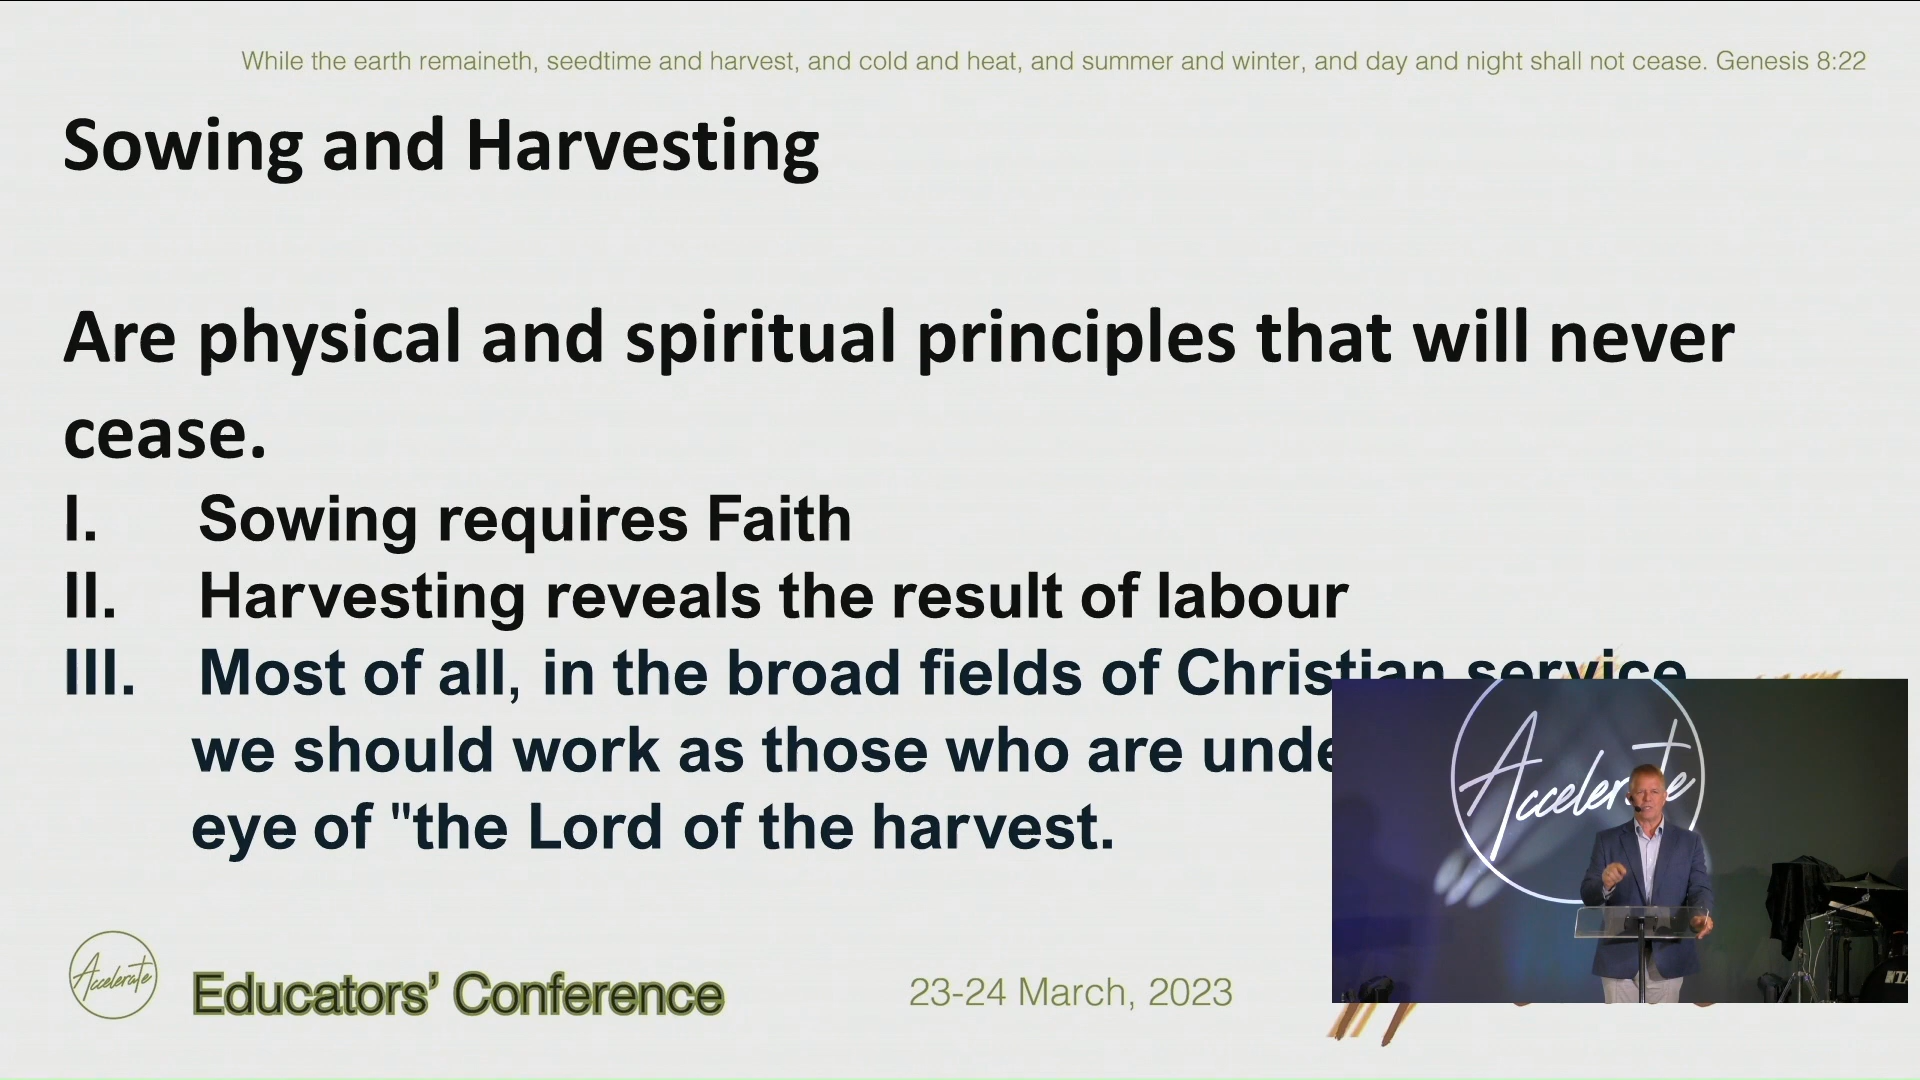 While the earth remaineth, seedtime and harvest, and cold and heat, and summer and winter, and day and night shall not cease. Genesis 8:22
Sowing and Harvesting
Are physical and spiritual principles that will never
cease.
I. Sowing requires Faith
II. Harvesting reveals the result of labour
III. Most of all, in the broad fields of Christian service
we should work as those who are
eye of "the Lord of the harvest.
Accelerate
Accelerate
Educators’ Conference
23-24 March, 2023